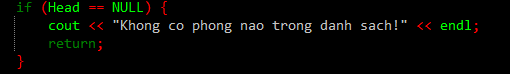 if (Head == NULL) {
cout << "Khong co phong nao trong danh sach!" << endl;
return;
}